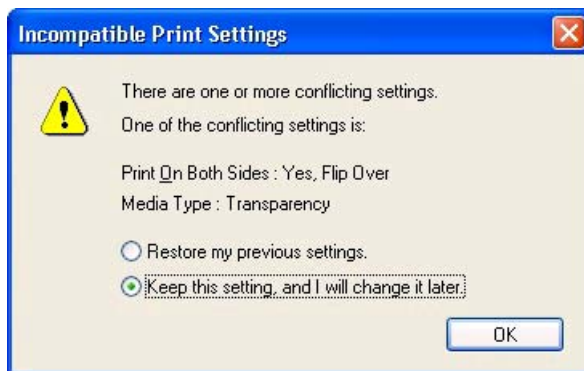 Incompatible Print Settings
There are one or more conflicting settings.
One of the conflicting settings is:
Print On Both Sides : Yes, Flip Over
Media Type : Transparency
Restore my previous settings.
Keep this setting, and I will change it later.
OK